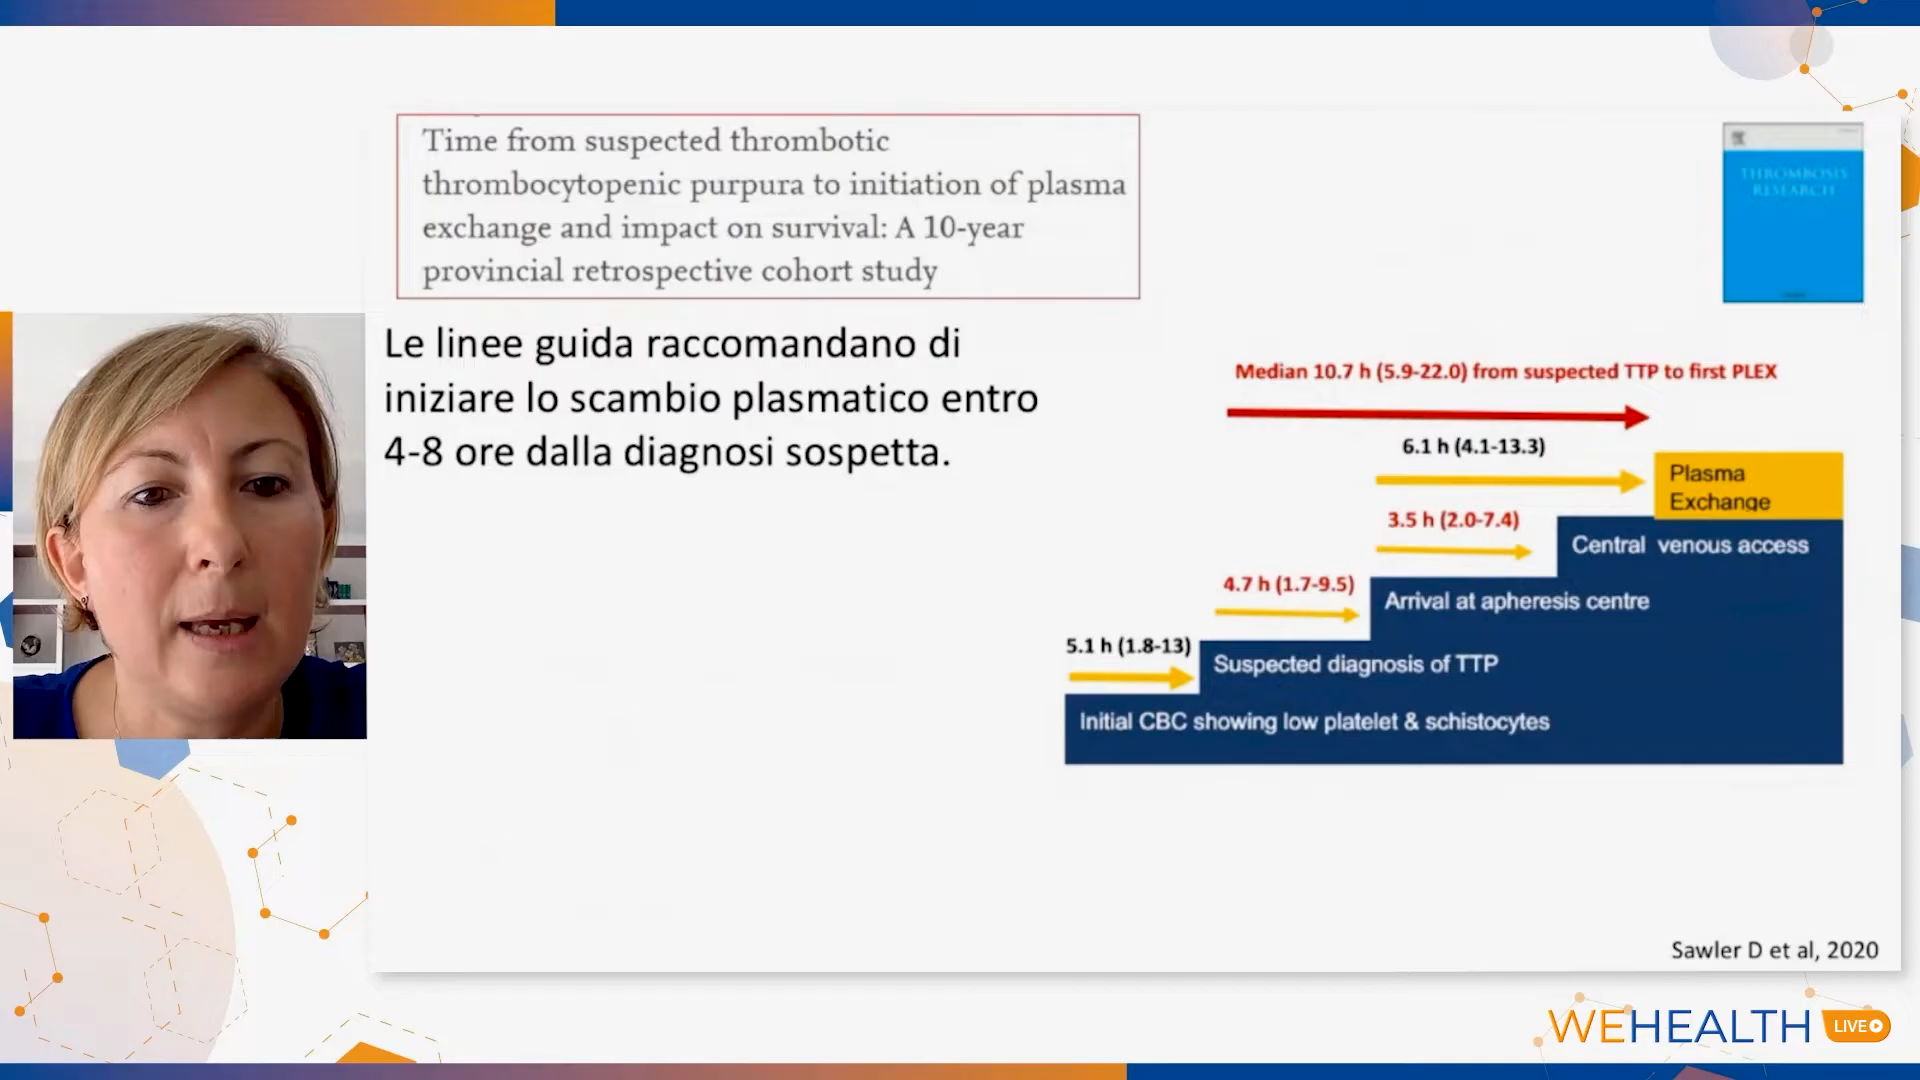 Time from suspected thrombotic
thrombocytopenic purpura to initiation of plasma
exchange and impact on survival: A 10-year
provincial retrospective cohort study
THROMBOSIS
RESEARCH
Le linee guida raccomandano di
iniziare lo scambio plasmatico entro
4-8 ore dalla diagnosi sospetta.
Median 10.7 h (5.9-22.0) from suspected TTP to first PLEX
6.1 h (4.1-13.3)
Plasma
Exchange
3.5 h (2.0-7.4)
Central venous access
4.7 h (1.7-9.5)
Arrival at apheresis centre
5.1 h (1.8-13)
Suspected diagnosis of TTP
Initial CBC showing low platelet & schistocytes
Sawler D et al, 2020
WEHEALTH LIVE